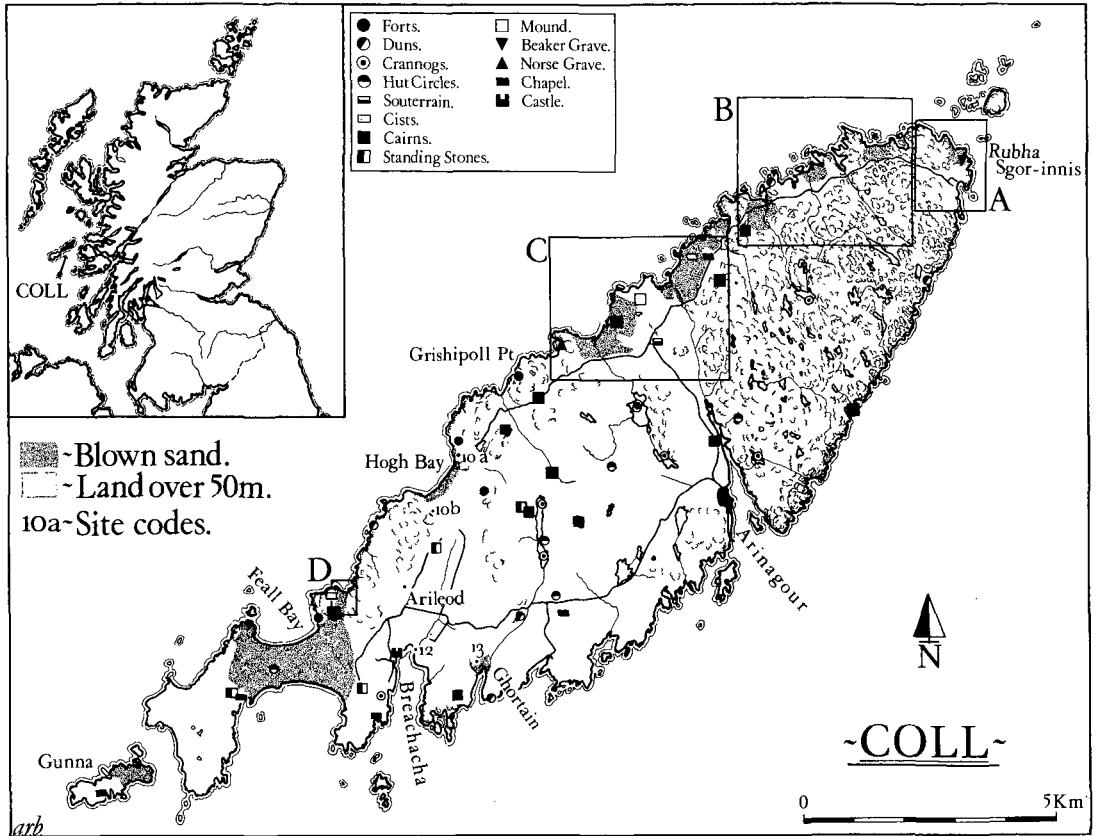 COLL
Forts.
Duns.
Crannogs.
Hut Circles.
Souterrain.
Cists.
Cairns.
Standing Stones.
Mound.
Beaker Grave.
Norse Grave.
Chapel.
Castle.
B
Rubha
Sgor-innis
A
C
Grishipoll Pt.
~Blown sand.
~Land over 50m.
10a~Site codes.
10a
Hogh Bay
10b
Arinagour
D
Feall Bay
Arileod
12
13
Breachacha
Ghortain
N
Gunna
~COLL~
0 5Km
arb